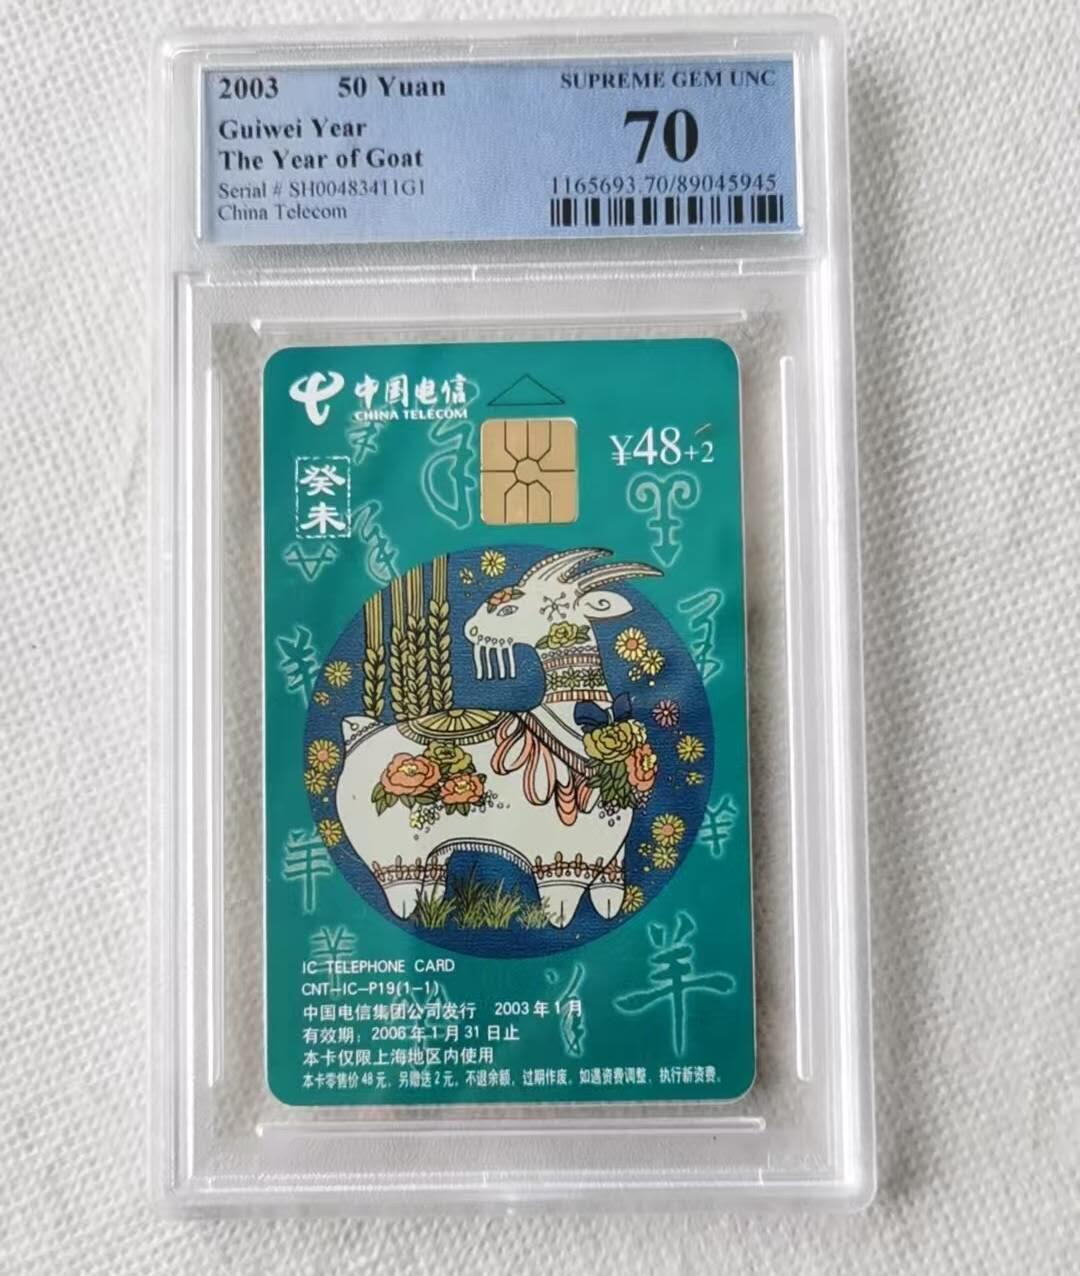 2003 50 Yuan
SUPREME GEM UNC
Guiwei Year
70
The Year of Goat
Serial # SH00483411G1
1165693.70/89045945
China Telecom
中国电信
CHINA TELECOM
¥48+2
癸未
羊
羊
羊
羊
羊
IC TELEPHONE CARD
CNT-IC-P19(1-1)
中国电信集团公司发行 2003年1月
有效期：2006年1月31日止
本卡仅限上海地区内使用
本卡零售价48元，另赠送2元，不退余额，过期作废。如遇资费调整，执行新资费。